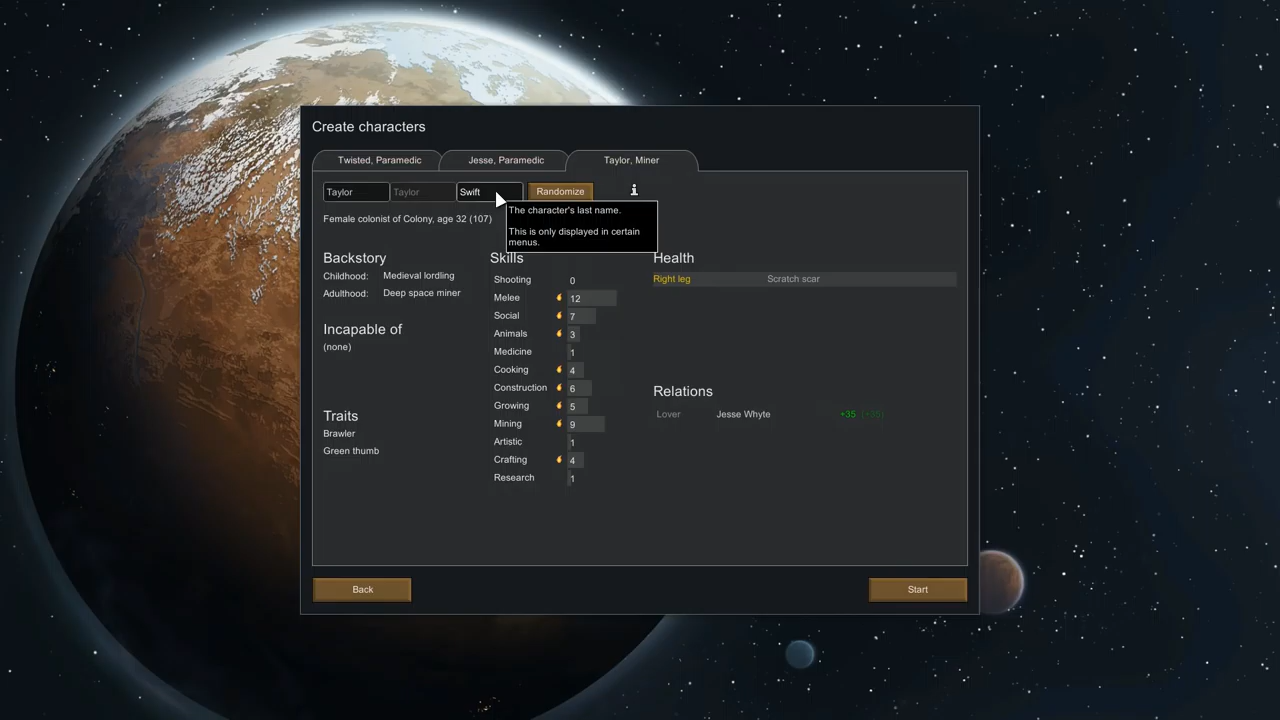 Create characters
Twisted, Paramedic
Jesse, Paramedic
Taylor, Miner
Taylor
Taylor
Swift
Randomize
Female colonist of Colony, age 32 (107)
The character's last name.
This is only displayed in certain
menus.
Backstory
Childhood: Medieval lordling
Adulthood: Deep space miner
Incapable of
(none)
Traits
Brawler
Green thumb
Skills
Shooting 0
Melee 12
Social 7
Animals 3
Medicine 1
Cooking 4
Construction 6
Growing 5
Mining 9
Artistic 1
Crafting 4
Research 1
Health
Right leg Scratch scar
Relations
Lover Jesse Whyte +35
Back
Start